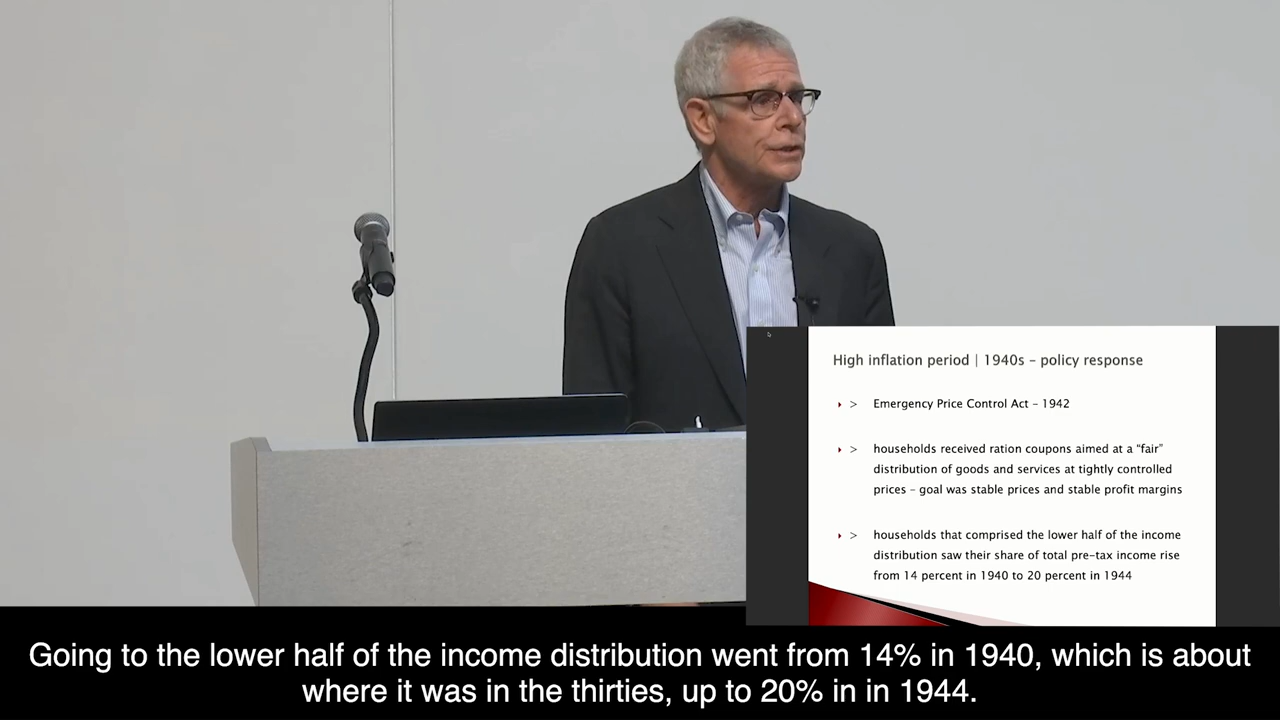 High inflation period | 1940s – policy response
> Emergency Price Control Act – 1942
> households received ration coupons aimed at a “fair”
distribution of goods and services at tightly controlled
prices – goal was stable prices and stable profit margins
> households that comprised the lower half of the income
distribution saw their share of total pre-tax income rise
from 14 percent in 1940 to 20 percent in 1944
Going to the lower half of the income distribution went from 14% in 1940, which is about
where it was in the thirties, up to 20% in in 1944.